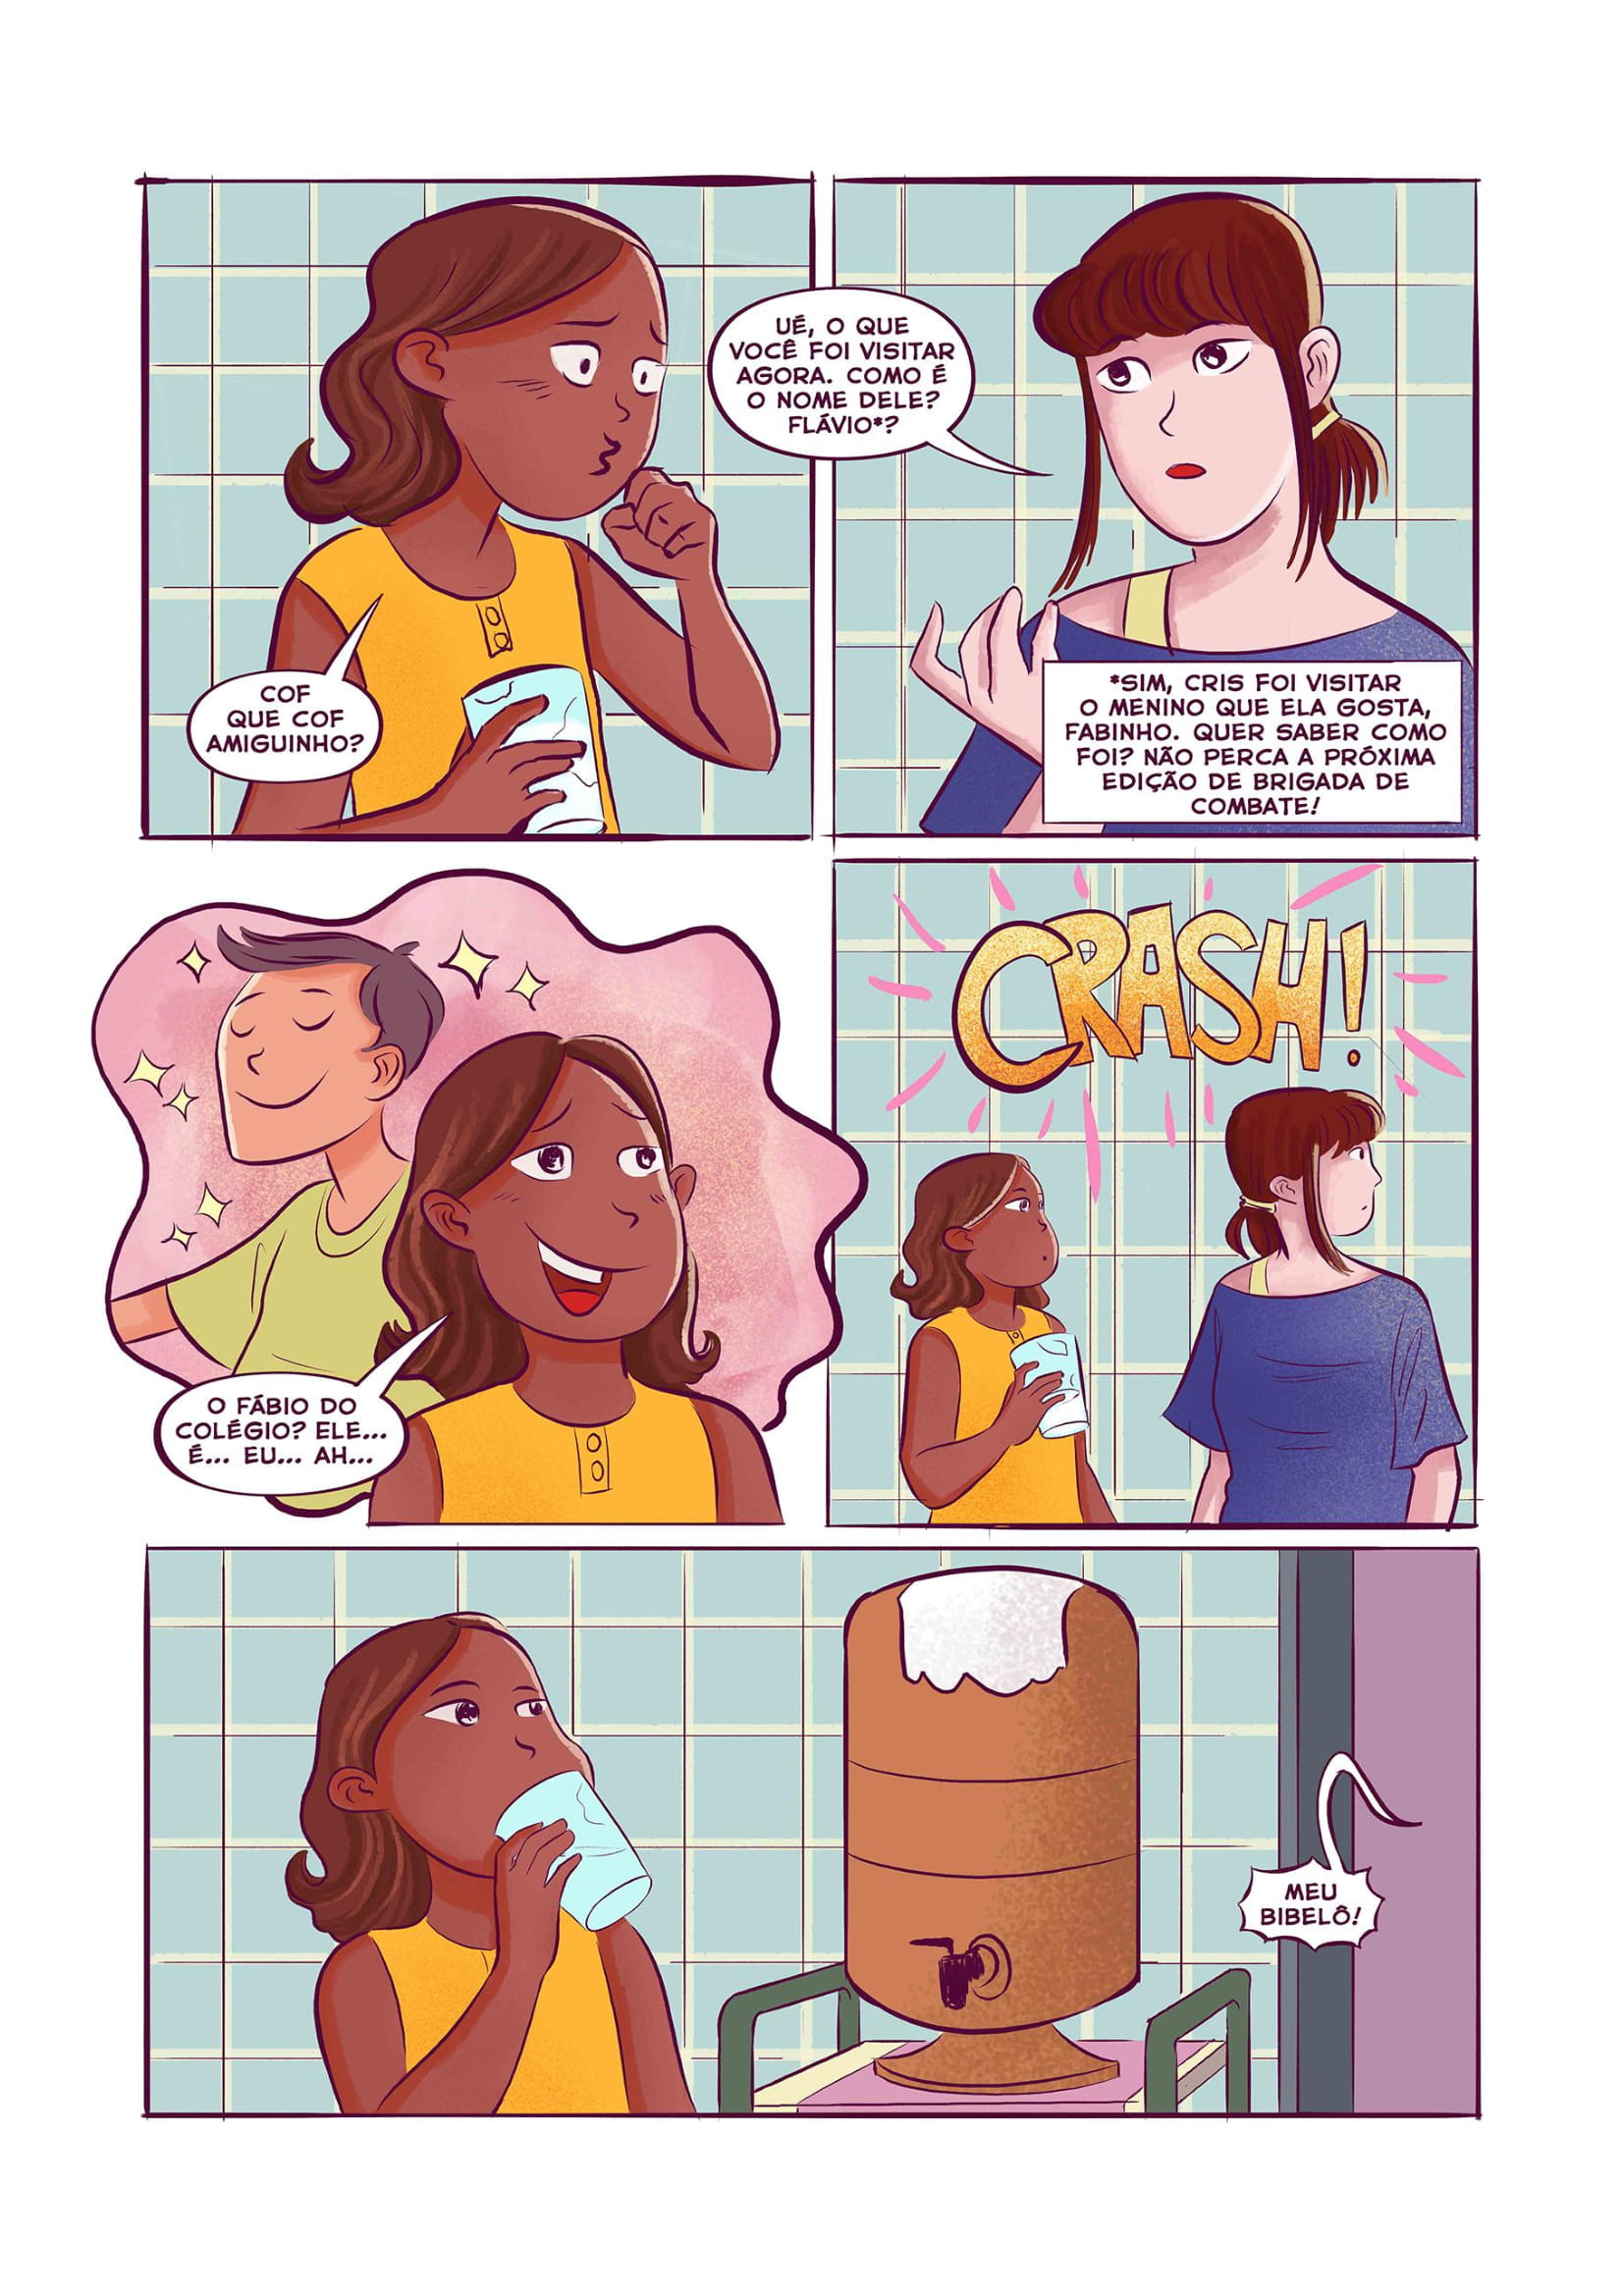 COF
QUE COF
AMIGUINHO?
UÉ, O QUE
VOCÊ FOI VISITAR
AGORA. COMO É
O NOME DELE?
FLÁVIO*?
*SIM, CRIS FOI VISITAR
O MENINO QUE ELA GOSTA,
FABINHO. QUER SABER COMO
FOI? NÃO PERCA A PRÓXIMA
EDIÇÃO DE BRIGADA DE
COMBATE!
O FÁBIO DO
COLÉGIO? ELE...
É... EU... AH...
CRASH!
MEU
BIBELÔ!